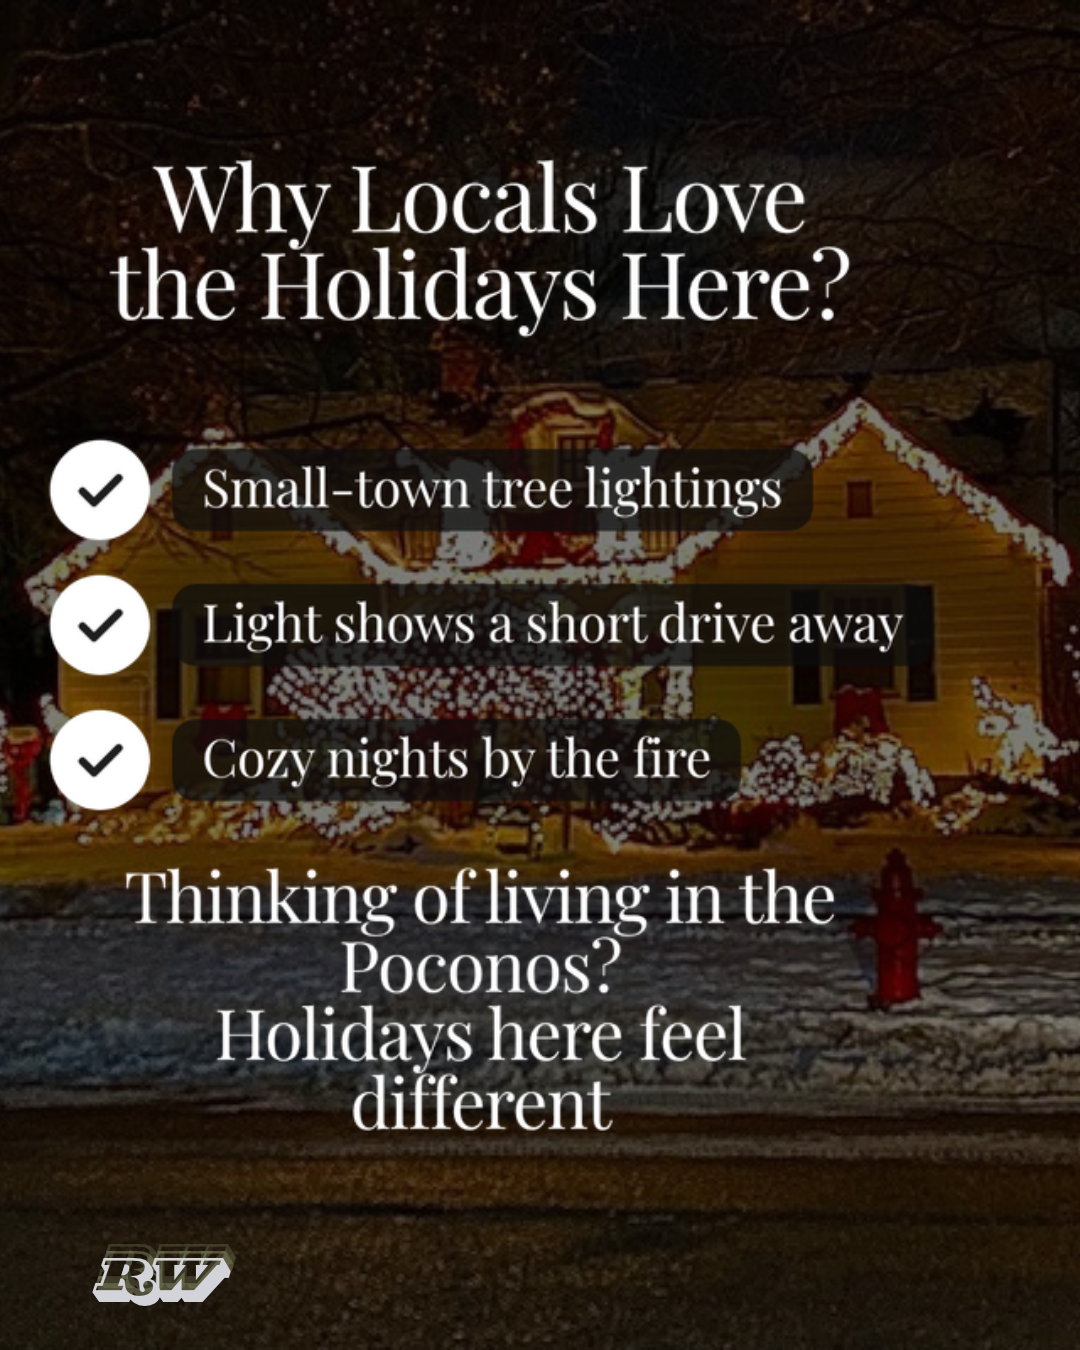 Why Locals Love
the Holidays Here?
Small-town tree lightings
Light shows a short drive away
Cozy nights by the fire
Thinking of living in the
Poconos?
Holidays here feel
different
RW